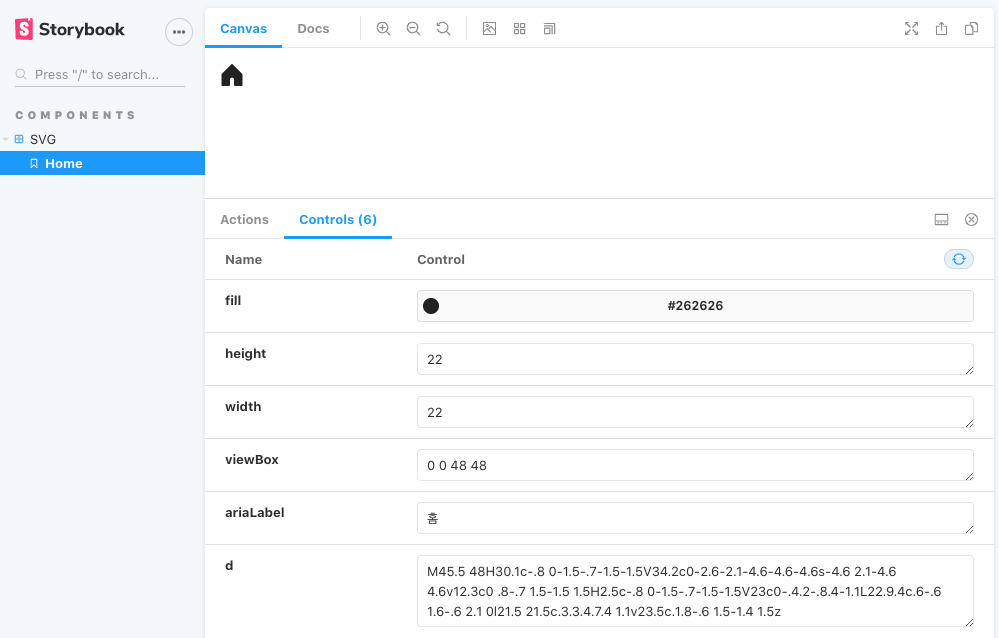 Storybook
Press "/" to search...
COMPONENTS
SVG
Home
Canvas Docs
Actions Controls (6)
Name Control
fill #262626
height 22
width 22
viewBox 0 0 48 48
ariaLabel 홈
d M45.5 48H30.1c-.8 0-1.5-.7-1.5-1.5V34.2c0-2.6-2.1-4.6-4.6-4.6s-4.6 2.1-4.6
4.6v12.3c0 .8-.7 1.5-1.5 1.5H2.5c-.8 0-1.5-.7-1.5-1.5V23c0-.4.2-.8.4-1.1L22.9.4c.6-.6
1.6-.6 2.1 0l21.5 21.5c.3.3.4.7.4 1.1v23.5c.1.8-.6 1.5-1.4 1.5z